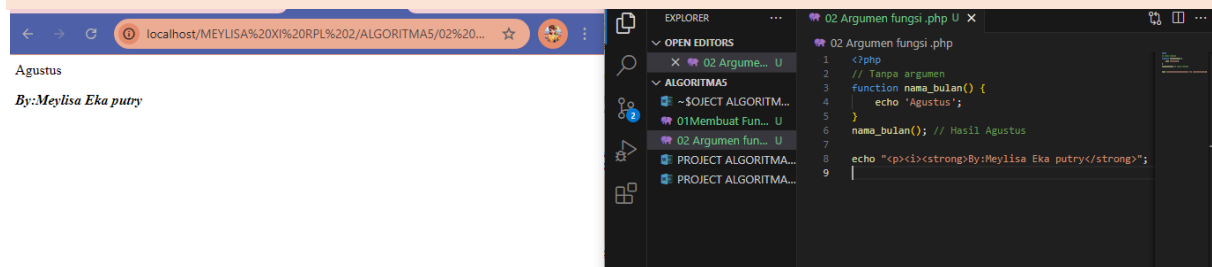 localhost/MEYLISA%20XI%20RPL%202/ALGORITMA5/02%20...
Agustus
By:Meylisa Eka putry
EXPLORER ...
OPEN EDITORS
02 Argume... U
ALGORITMA5
~$OJECT ALGORITM...
01Membuat Fun... U
02 Argumen fun... U
PROJECT ALGORITMA...
PROJECT ALGORITMA...
2
02 Argumen fungsi .php U
02 Argumen fungsi .php
1 <?php
2 // Tanpa argumen
3 function nama_bulan() {
4 echo 'Agustus';
5 }
6 nama_bulan(); // Hasil Agustus
7
8 echo "<p><i><strong>By:Meylisa Eka putry</strong>";
9